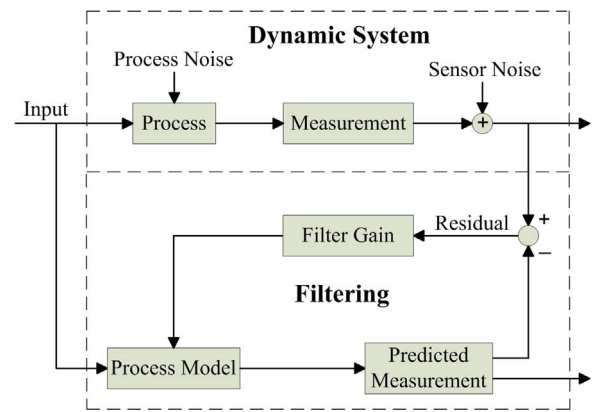 Dynamic System
Process Noise
Sensor Noise
Input
Process
Measurement
+
+
Filter Gain
Residual
−
Filtering
Process Model
Predicted
Measurement